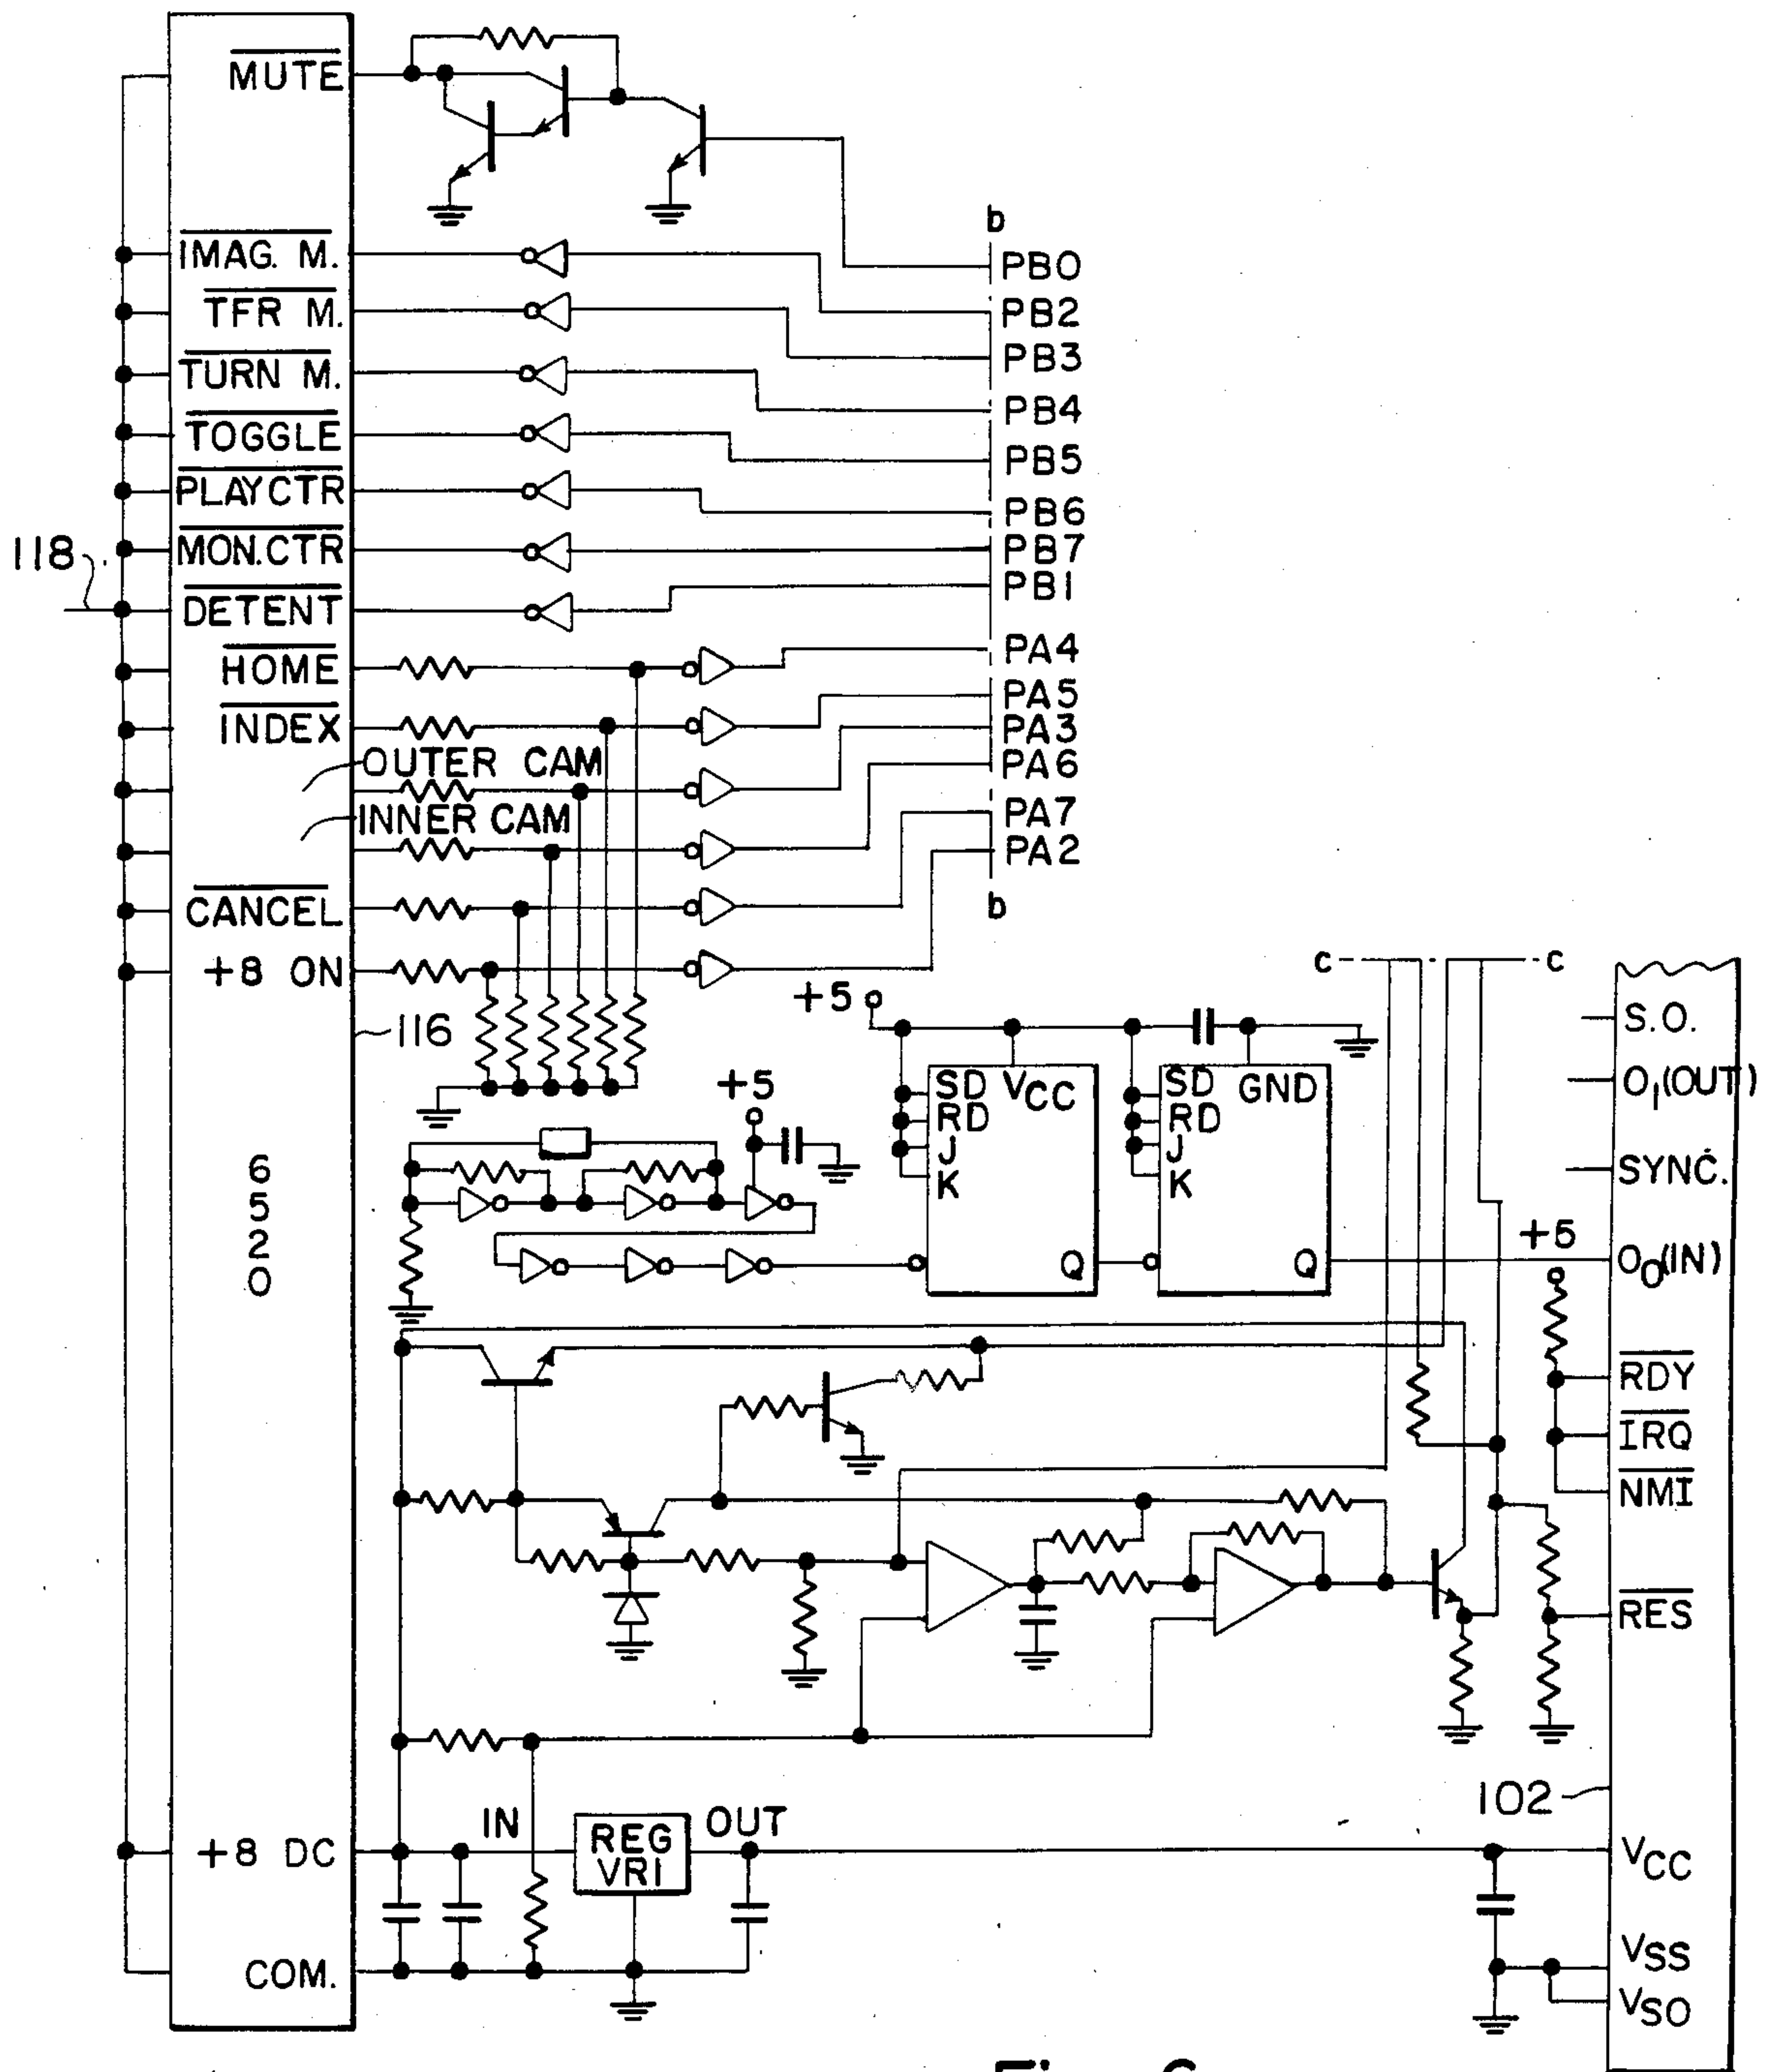 MUTE
b
PB0
IMAG. M.
PB2
TFR M.
PB3
TURN M.
PB4
TOGGLE
PB5
PLAYCTR
PB6
118
MON.CTR
PB7
DETENT
PB1
HOME
PA4
INDEX
PA5
PA3
OUTER CAM
PA6
INNER CAM
PA7
PA2
CANCEL
b
+8 ON
c
c
+5
116
S.O.
+5
SD VCC
RD
J
K
SD GND
RD
J
K
O1(OUT)
6
5
2
0
SYNC.
+5
Q
Q
O0(IN)
RDY
IRQ
NMI
RES
102
IN
REG
VR1
OUT
+8 DC
VCC
COM.
VSS
VSO